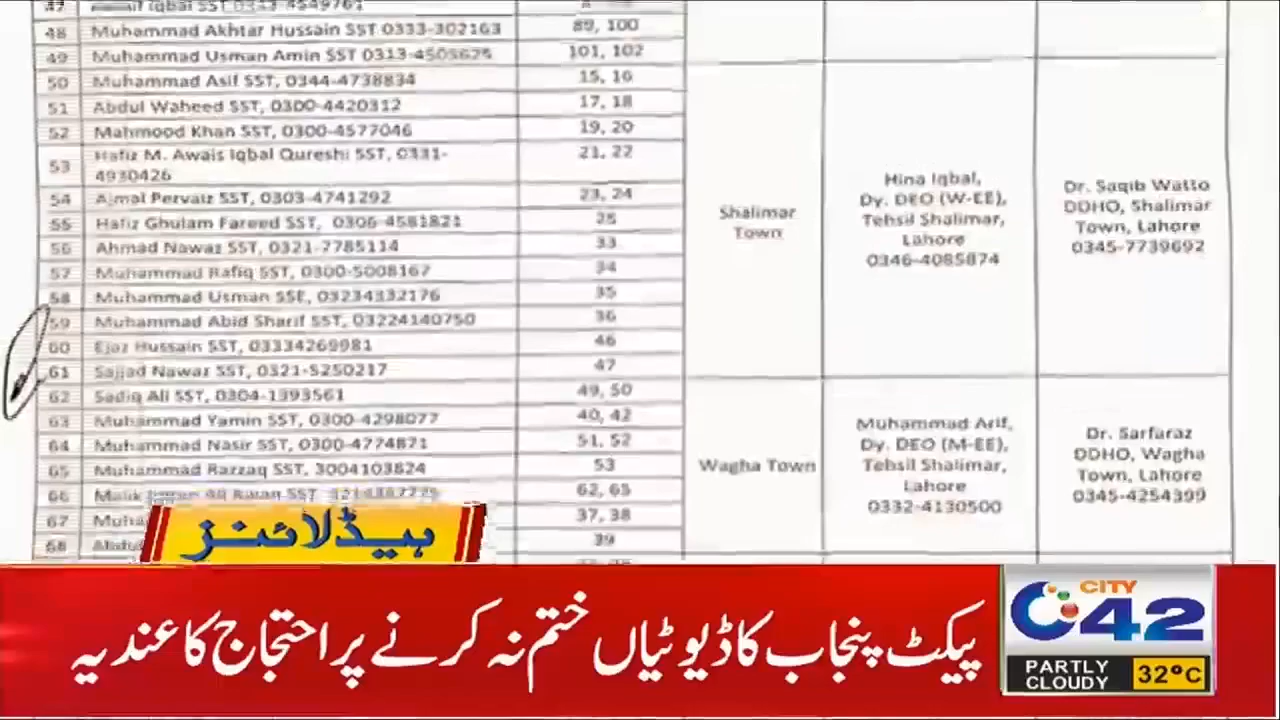 48 Muhammad Akhtar Hussain SST 0333-302163 89, 100
49 Muhammad Usman Amin SST 0313-4505625 101, 102
50 Muhammad Asif SST, 0344-4738834 15, 16
51 Abdul Waheed SST, 0300-4420312 17, 18
52 Mahmood Khan SST, 0300-4577046 19, 20
53 Hafiz M. Awais Iqbal Qureshi SST, 0331- 21, 22
4930426
54 Ajmal Pervaiz SST, 0303-4741292 23, 24
55 Hafiz Ghulam Fareed SST, 0306-4581821 25
56 Ahmad Nawaz SST, 0321-7785114 33
57 Muhammad Rafiq SST, 0300-5008167 34
58 Muhammad Usman SSE, 03234332176 35
59 Muhammad Abid Sharif SST, 03224140750 36
60 Ejaz Hussain SST, 03334269981 46
61 Sajjad Nawaz SST, 0321-5250217 47
Shalimar
Town
Hina Iqbal,
Dy. DEO (W-EE),
Tehsil Shalimar,
Lahore
0346-4085874
Dr. Saqib Watto
DDHO, Shalimar
Town, Lahore
0345-7739692
62 Sadiq Ali SST, 0304-1393561 49, 50
63 Muhammad Yamin SST, 0300-4298077 40, 42
64 Muhammad Nasir SST, 0300-4774871 51, 52
65 Muhammad Razzaq SST, 3004103824 53
66 Malik 62, 65
67 37, 38
68 39
Wagha Town
Muhammad Arif,
Dy. DEO (M-EE),
Tehsil Shalimar,
Lahore
0332-4130500
Dr. Sarfaraz
DDHO, Wagha
Town, Lahore
0345-4254399
ہیڈلائنز
پیکٹ پنجاب کا ڈیوٹیاں ختم نہ کرنے پر احتجاج کا عندیہ
CITY
42
PARTLY
CLOUDY
32°C